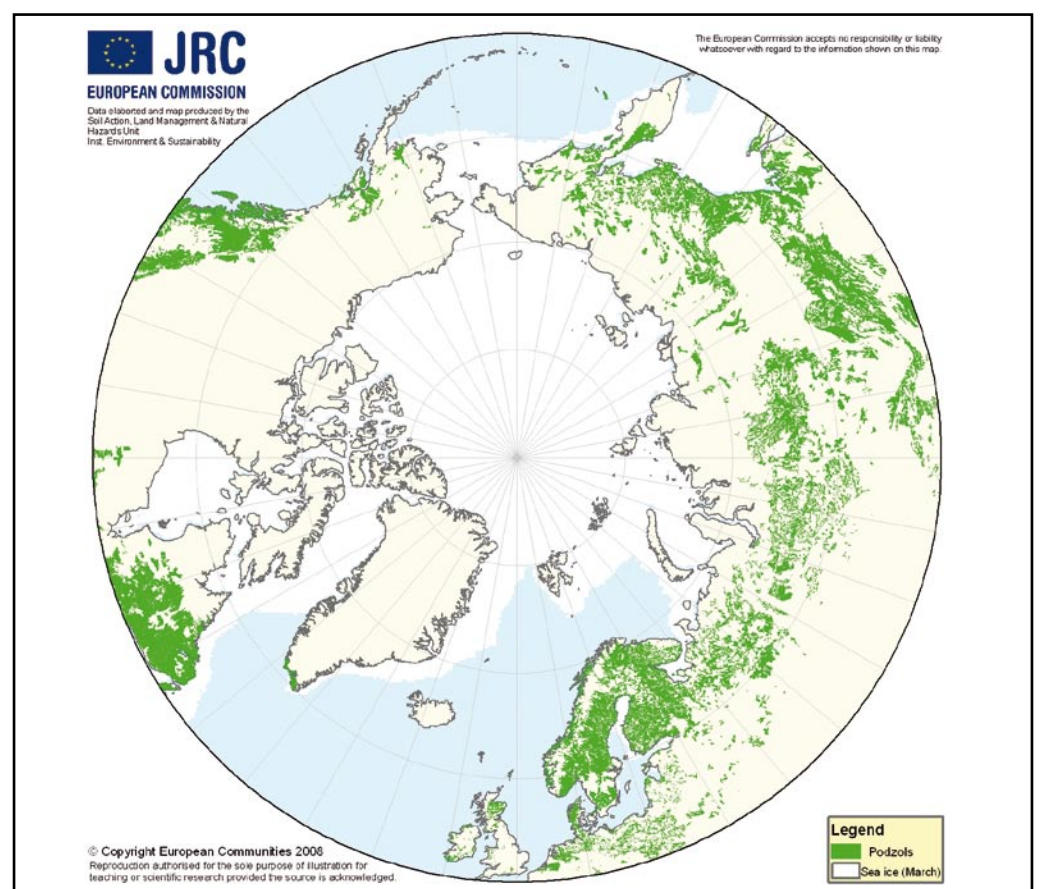 JRC
EUROPEAN COMMISSION
Data elaborted and map produced by the
Soil Action, Land Management & Natural
Hazards Unit
Inst. Environment & Sustainability
The European Commission accepts no responsibility or liability
whatsoever with regard to the information shown on this map.
Legend
Podzols
Sea ice (March)
© Copyright European Communities 2008
Reproduction authorised for the sole purpose of illustration for
teaching or scientific research provided the source is acknowledged.